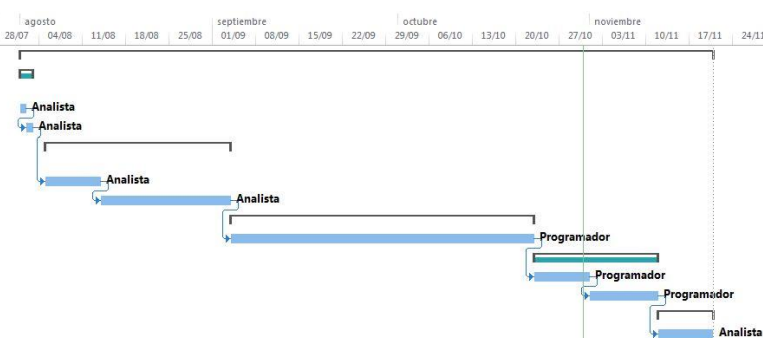 agosto septiembre octubre noviembre
28/07 04/08 11/08 18/08 25/08 01/09 08/09 15/09 22/09 29/09 06/10 13/10 20/10 27/10 03/11 10/11 17/11 24/11
Analista
Analista
Analista
Analista
Programador
Programador
Programador
Analista